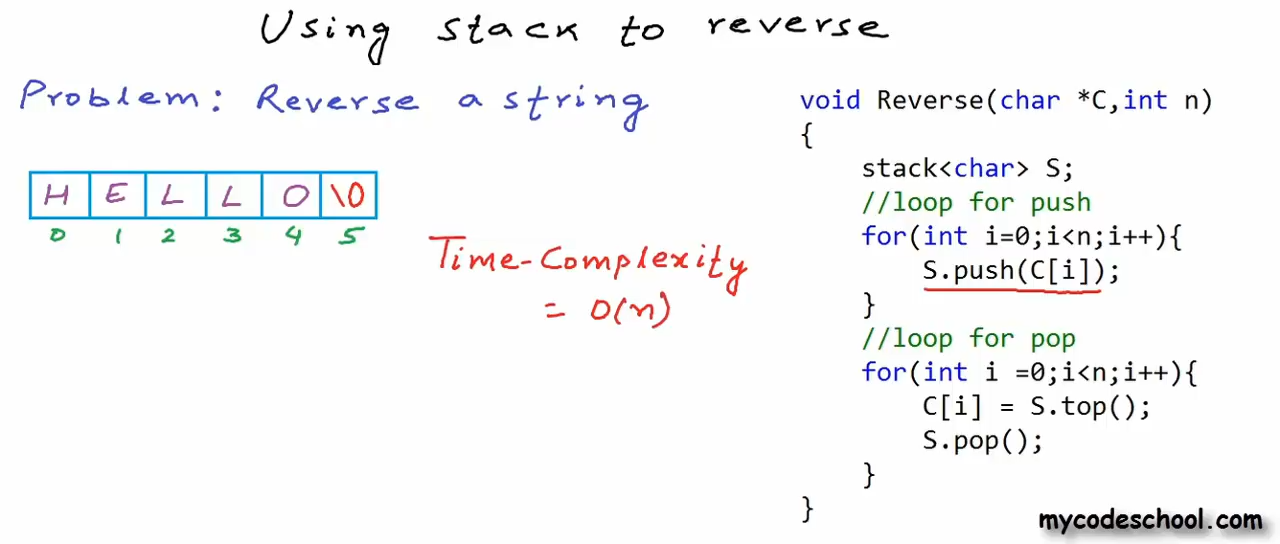 Using stack to reverse
Problem: Reverse a string
H E L L O \0
0 1 2 3 4 5
Time-Complexity
= O(n)
void Reverse(char *C,int n)
{
stack<char> S;
//loop for push
for(int i=0;i<n;i++){
S.push(C[i]);
}
//loop for pop
for(int i =0;i<n;i++){
C[i] = S.top();
S.pop();
}
}
mycodeschool.com